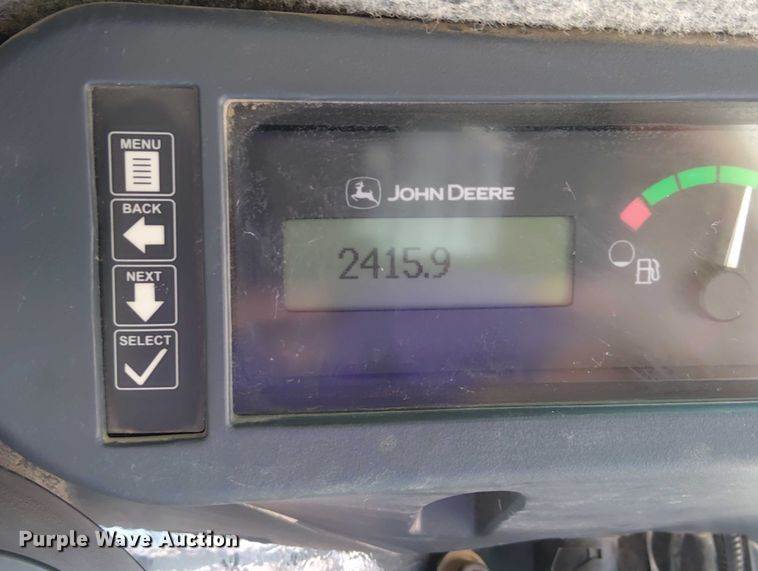 MENU
BACK
NEXT
SELECT
JOHN DEERE
2415.9
Purple Wave Auction